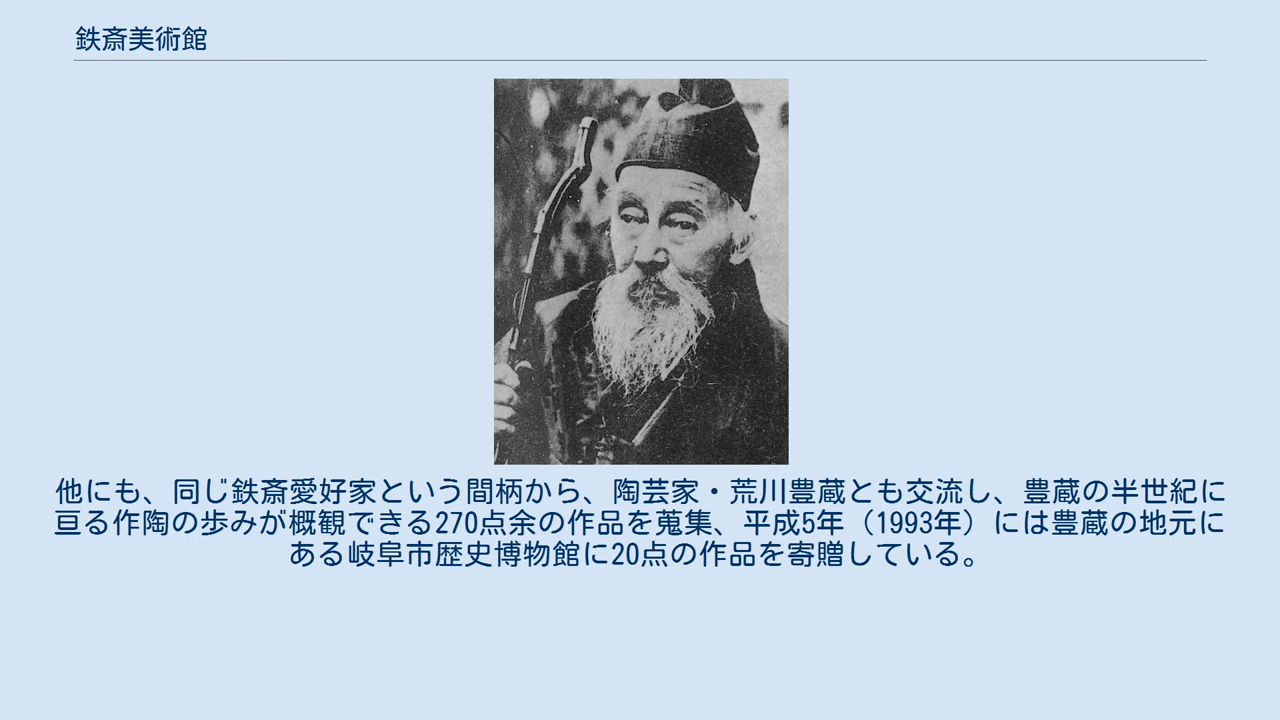 鉄斎美術館
他にも、同じ鉄斎愛好家という間柄から、陶芸家・荒川豊蔵とも交流し、豊蔵の半世紀に
亘る作陶の歩みが概観できる270点余の作品を蒐集、平成5年（1993年）には豊蔵の地元に
ある岐阜市歴史博物館に20点の作品を寄贈している。